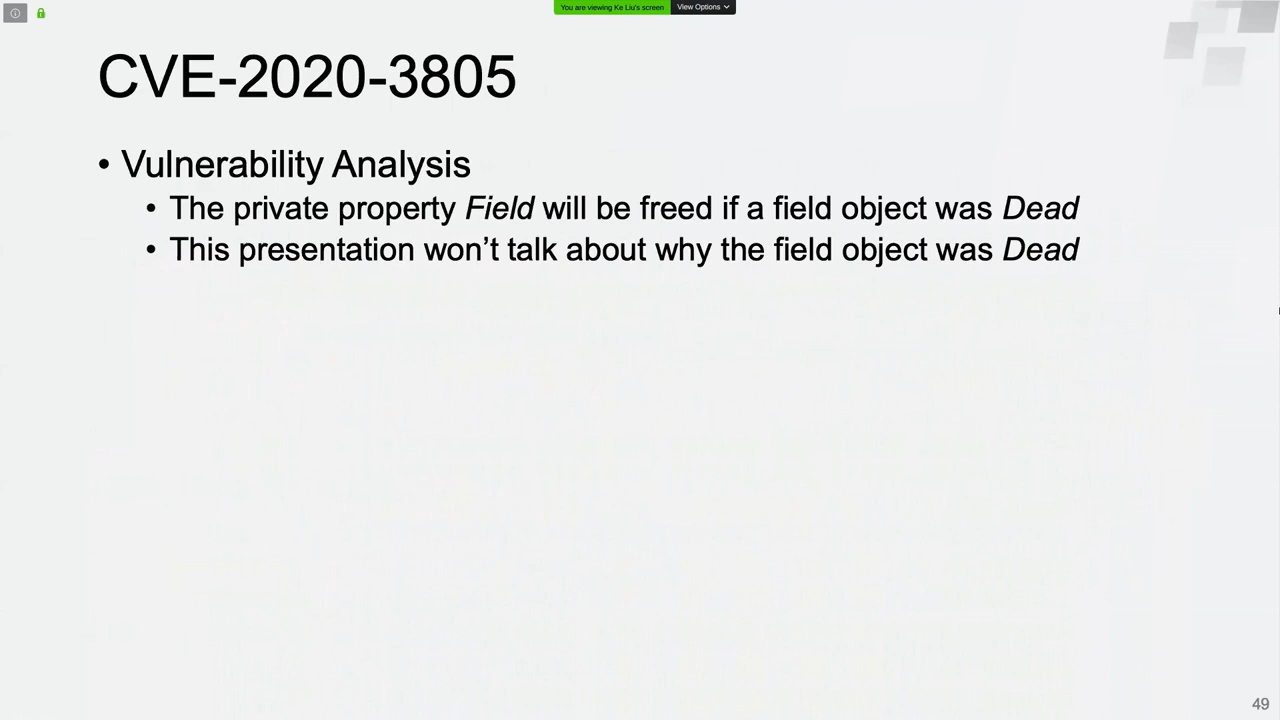 You are viewing Ke Liu's screen View Options
CVE-2020-3805
• Vulnerability Analysis
• The private property Field will be freed if a field object was Dead
• This presentation won’t talk about why the field object was Dead
49